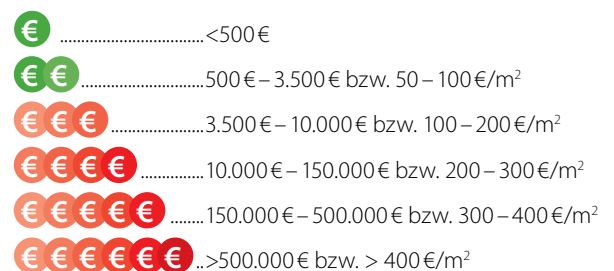 € ................................<500 €
€ € ...........................500 € – 3.500 € bzw. 50 – 100 €/m²
€ € € .....................3.500 € – 10.000 € bzw. 100 – 200 €/m²
€ € € € ..............10.000 € – 150.000 € bzw. 200 – 300 €/m²
€ € € € € ........150.000 € – 500.000 € bzw. 300 – 400 €/m²
€ € € € € € ..>500.000 € bzw. > 400 €/m²